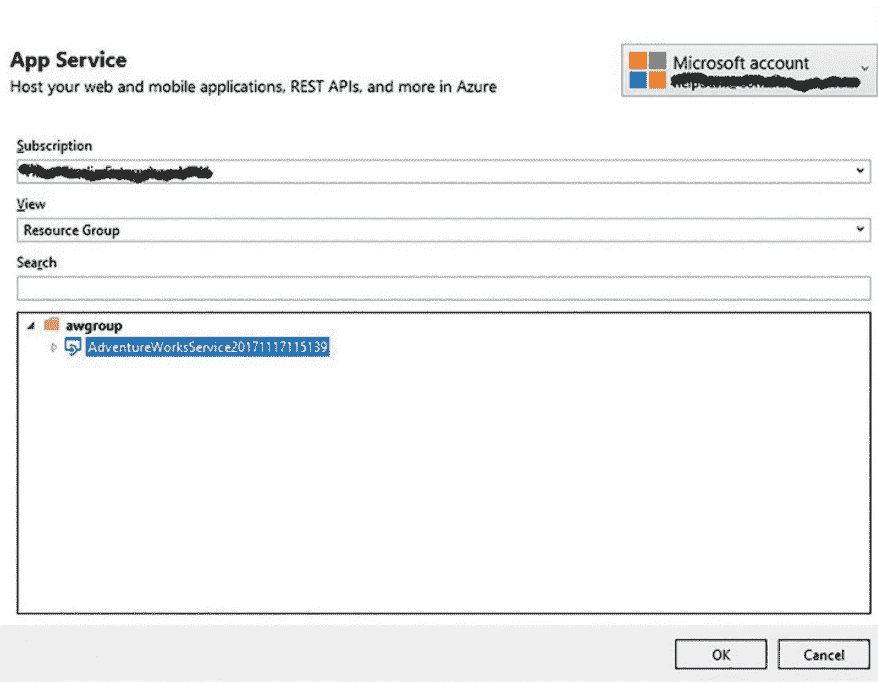 App Service
Host your web and mobile applications, REST APIs, and more in Azure
Microsoft account
Subscription
View
Resource Group
Search
awgroup
AdventureWorksService20171117115139
OK
Cancel